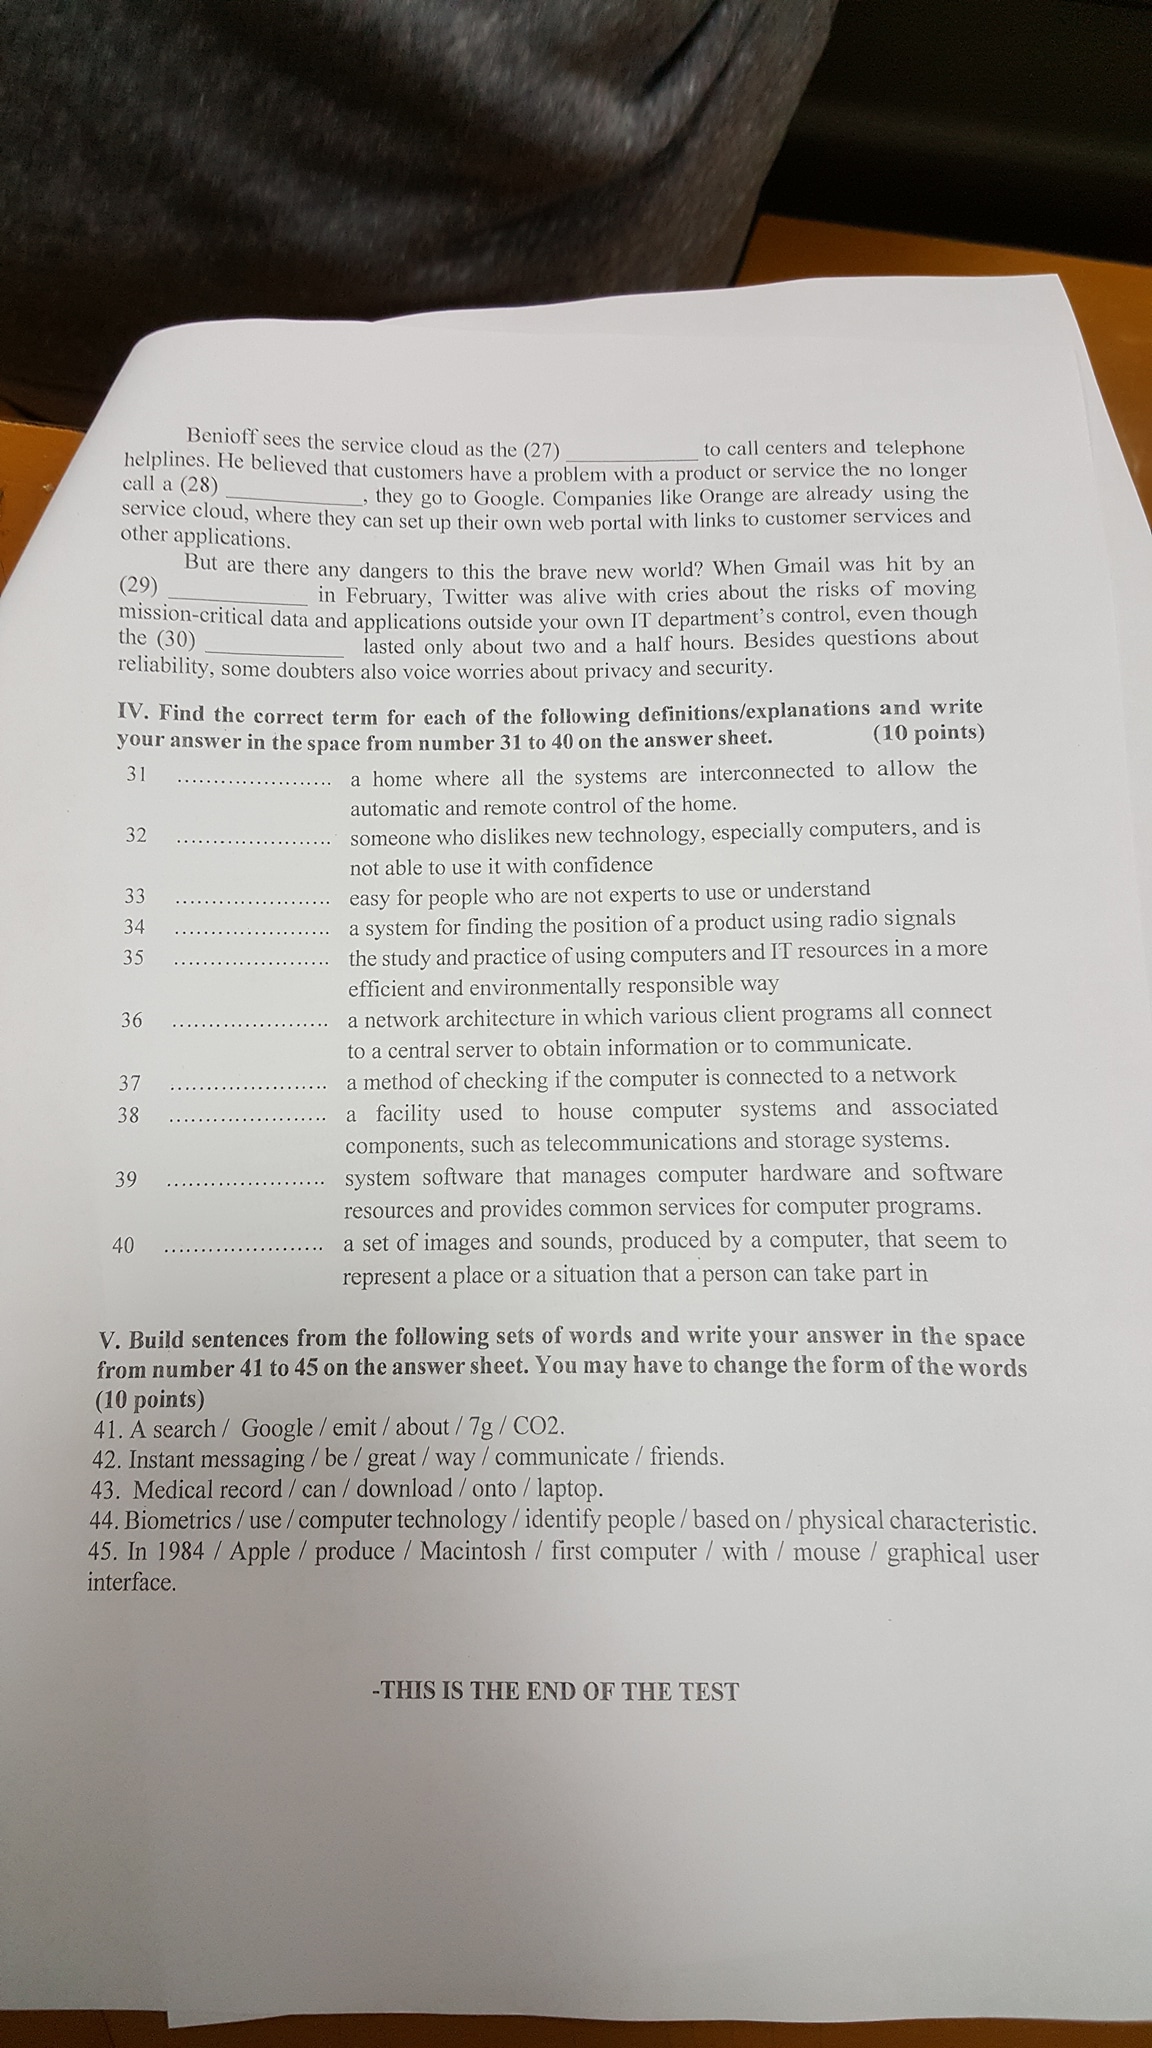 Benioff sees the service cloud as the (27) ____________ to call centers and telephone
helplines. He believed that customers have a problem with a product or service the no longer
call a (28) ____________, they go to Google. Companies like Orange are already using the
service cloud, where they can set up their own web portal with links to customer services and
other applications.
But are there any dangers to this the brave new world? When Gmail was hit by an
(29) ____________ in February, Twitter was alive with cries about the risks of moving
mission-critical data and applications outside your own IT department's control, even though
the (30) ____________ lasted only about two and a half hours. Besides questions about
reliability, some doubters also voice worries about privacy and security.
IV. Find the correct term for each of the following definitions/explanations and write
your answer in the space from number 31 to 40 on the answer sheet. (10 points)
31 ..................... a home where all the systems are interconnected to allow the
automatic and remote control of the home.
32 ..................... someone who dislikes new technology, especially computers, and is
not able to use it with confidence
33 ..................... easy for people who are not experts to use or understand
34 ..................... a system for finding the position of a product using radio signals
35 ..................... the study and practice of using computers and IT resources in a more
efficient and environmentally responsible way
36 ..................... a network architecture in which various client programs all connect
to a central server to obtain information or to communicate.
37 ..................... a method of checking if the computer is connected to a network
38 ..................... a facility used to house computer systems and associated
components, such as telecommunications and storage systems.
39 ..................... system software that manages computer hardware and software
resources and provides common services for computer programs.
40 ..................... a set of images and sounds, produced by a computer, that seem to
represent a place or a situation that a person can take part in
V. Build sentences from the following sets of words and write your answer in the space
from number 41 to 45 on the answer sheet. You may have to change the form of the words
(10 points)
41. A search / Google / emit / about / 7g / CO2.
42. Instant messaging / be / great / way / communicate / friends.
43. Medical record / can / download / onto / laptop.
44. Biometrics / use / computer technology / identify people / based on / physical characteristic.
45. In 1984 / Apple / produce / Macintosh / first computer / with / mouse / graphical user
interface.
-THIS IS THE END OF THE TEST